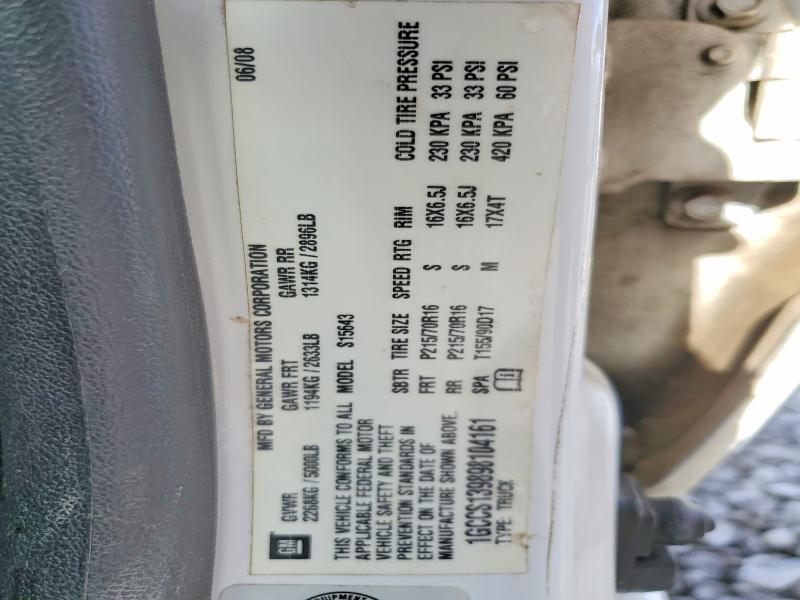 06/08
MFD BY GENERAL MOTORS CORPORATION
GVWR GAWR FRT GAWR RR
2268KG/5000LB 1194KG/2633LB 1314KG/2896LB
GM
THIS VEHICLE CONFORMS TO ALL MODEL S15643
APPLICABLE FEDERAL MOTOR
VEHICLE SAFETY AND THEFT
PREVENTION STANDARDS IN
EFFECT ON THE DATE OF
MANUFACTURE SHOWN ABOVE.
1GCCS139898104161
TYPE: TRUCK
SBTR TIRE SIZE SPEED RTG RIM COLD TIRE PRESSURE
FRT P215/70R16 S 16X6.5J 230 KPA 33 PSI
RR P215/70R16 S 16X6.5J 230 KPA 33 PSI
SPA T155/90D17 M 17X4T 420 KPA 60 PSI
EQUIPMENT